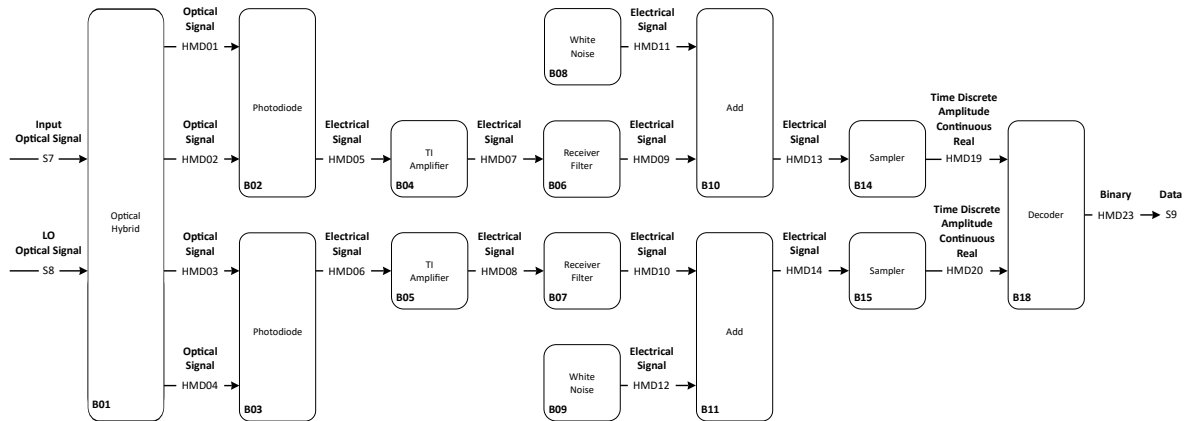 Input
Optical Signal
S7
LO
Optical Signal
S8
Optical
Hybrid
B01
Optical
Signal
HMD01
Optical
Signal
HMD02
Optical
Signal
HMD03
Optical
Signal
HMD04
Photodiode
B02
Photodiode
B03
Electrical
Signal
HMD05
Electrical
Signal
HMD06
TI
Amplifier
B04
TI
Amplifier
B05
Electrical
Signal
HMD07
Electrical
Signal
HMD08
White
Noise
B08
Receiver
Filter
B06
Receiver
Filter
B07
White
Noise
B09
Electrical
Signal
HMD11
Electrical
Signal
HMD09
Electrical
Signal
HMD10
Electrical
Signal
HMD12
Add
B10
Add
B11
Electrical
Signal
HMD13
Electrical
Signal
HMD14
Sampler
B14
Sampler
B15
Time Discrete
Amplitude
Continuous
Real
HMD19
Time Discrete
Amplitude
Continuous
Real
HMD20
Decoder
B18
Binary
HMD23
Data
S9